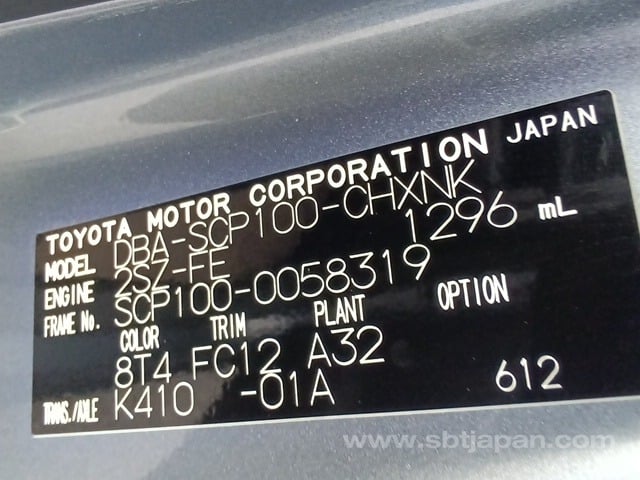 TOYOTA MOTOR CORPORATION JAPAN
MODEL DBA-SCP100-CHXNK
ENGINE 2SZ-FE 1296 mL
FRAME No. SCP100-0058319
COLOR TRIM PLANT OPTION
8T4 FC12 A32
TRANS./AXLE K410 -01A 612
www.sbtjapan.com